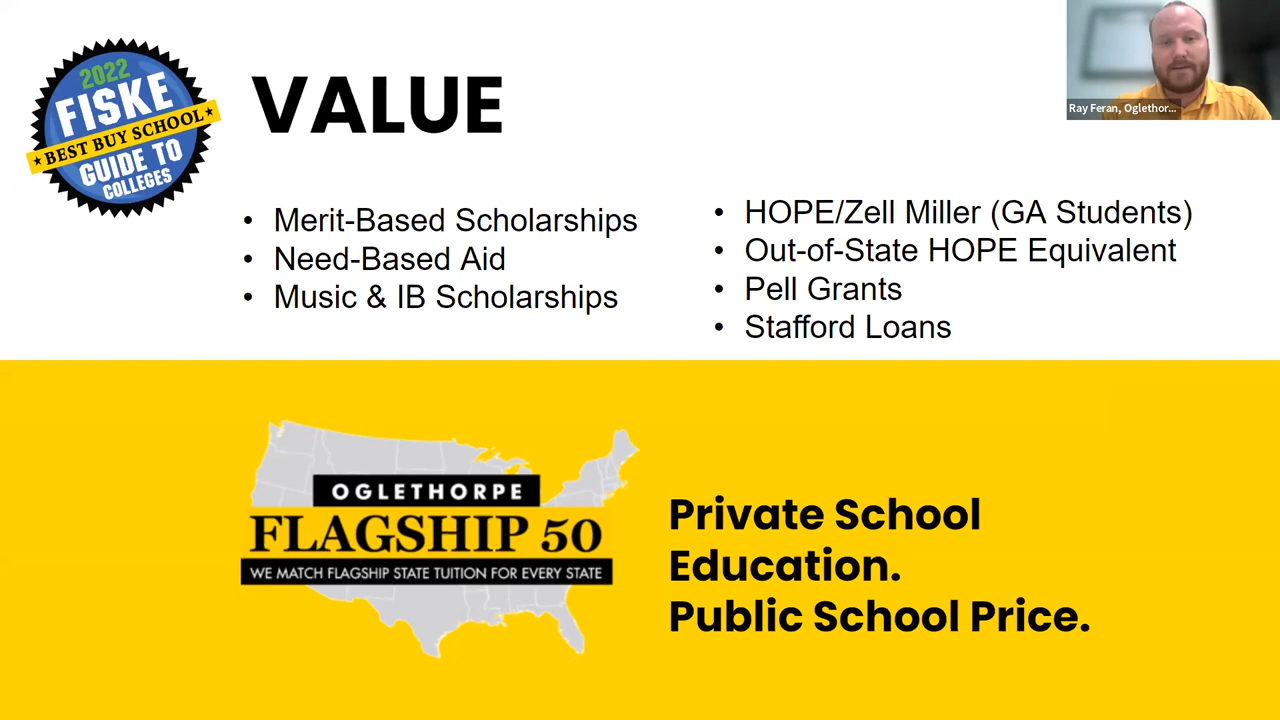 2022
FISKE
BEST BUY SCHOOL
GUIDE TO
COLLEGES
VALUE
• Merit-Based Scholarships
• Need-Based Aid
• Music & IB Scholarships
• HOPE/Zell Miller (GA Students)
• Out-of-State HOPE Equivalent
• Pell Grants
• Stafford Loans
Ray Feran, Oglethor...
OGLETHORPE
FLAGSHIP 50
WE MATCH FLAGSHIP STATE TUITION FOR EVERY STATE
Private School
Education.
Public School Price.